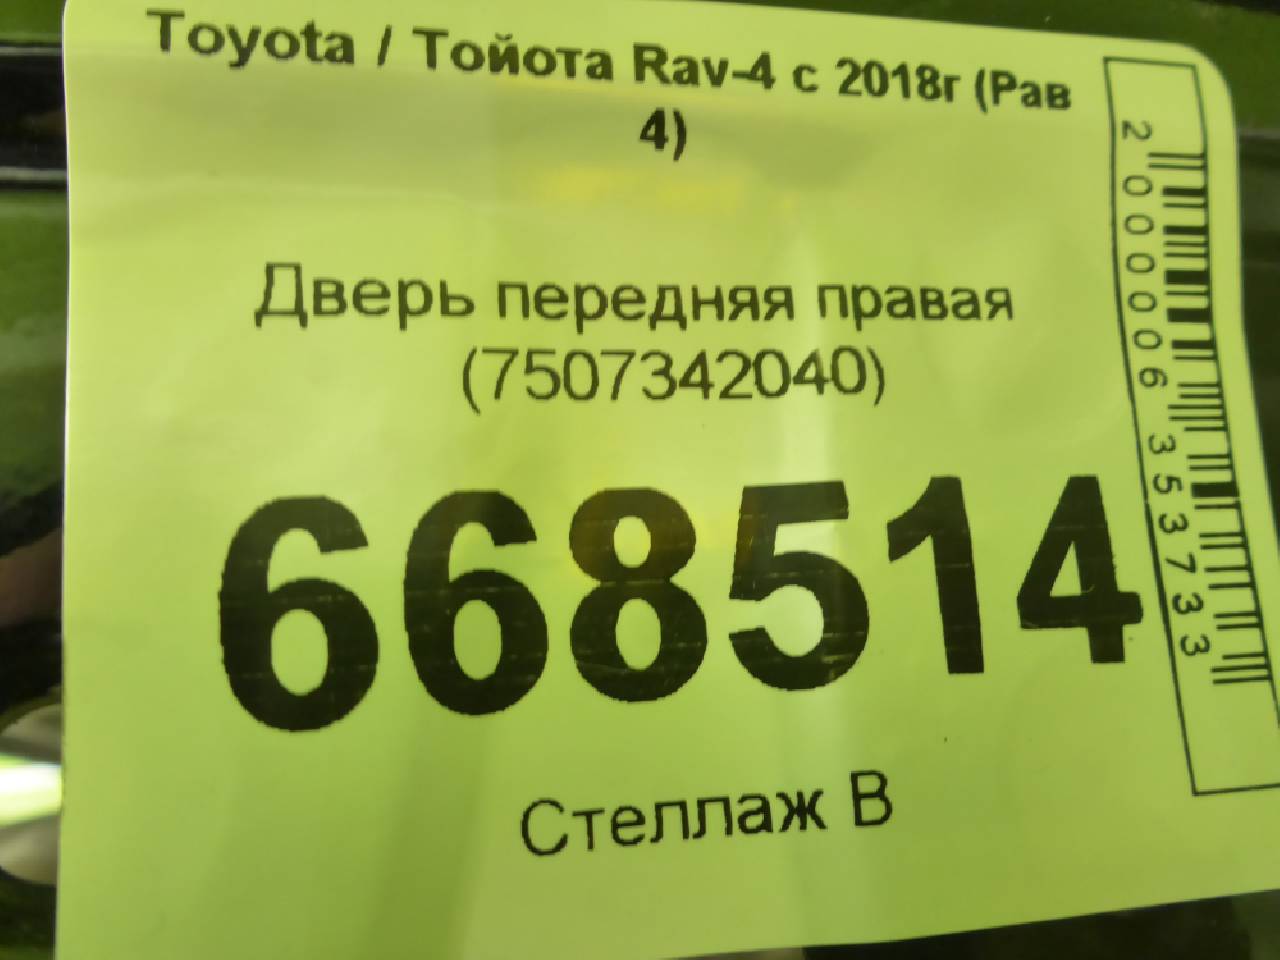 Toyota / Тойота Rav-4 с 2018г (Рав
4)
Дверь передняя правая
(7507342040)
668514
Стеллаж В
2000006353733